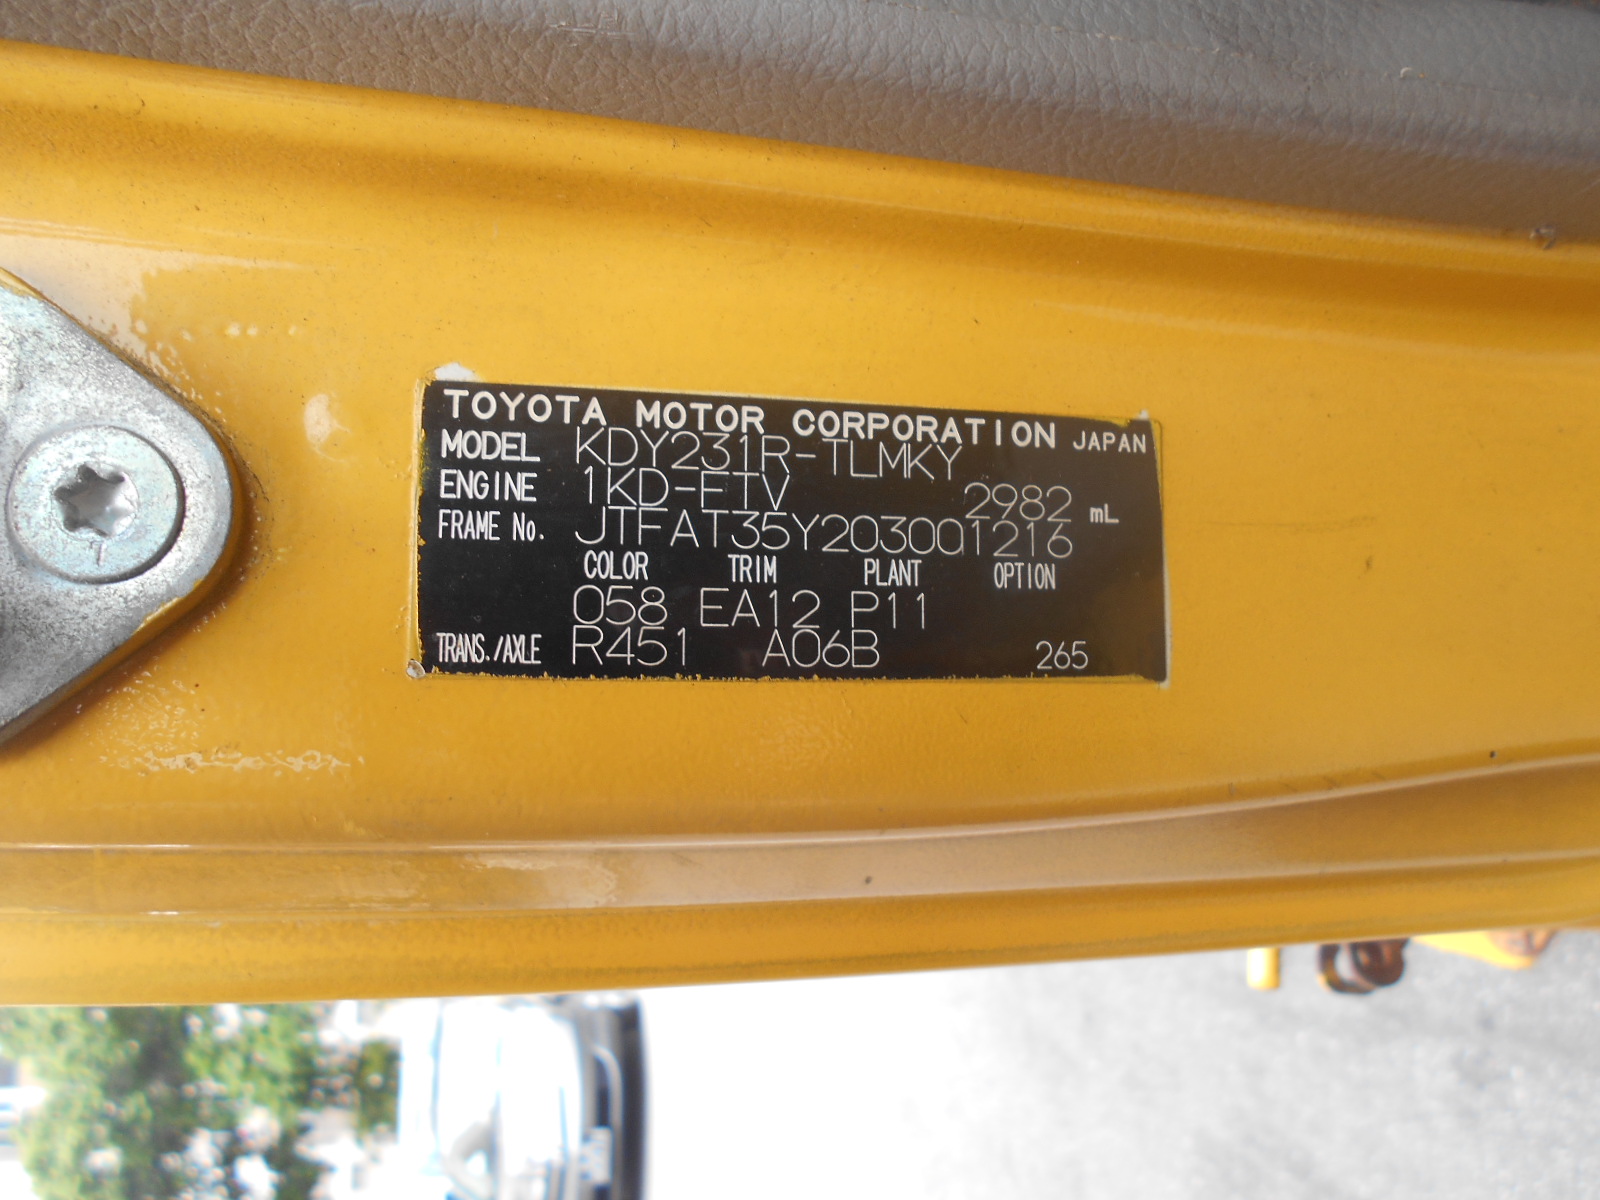 TOYOTA MOTOR CORPORATION JAPAN
MODEL KDY231R-TLMKY
ENGINE 1KD-FTV 2982 mL
FRAME No. JTFAT35Y203001216
COLOR TRIM PLANT OPTION
058 EA12 P11
TRANS./AXLE R451 A06B 265